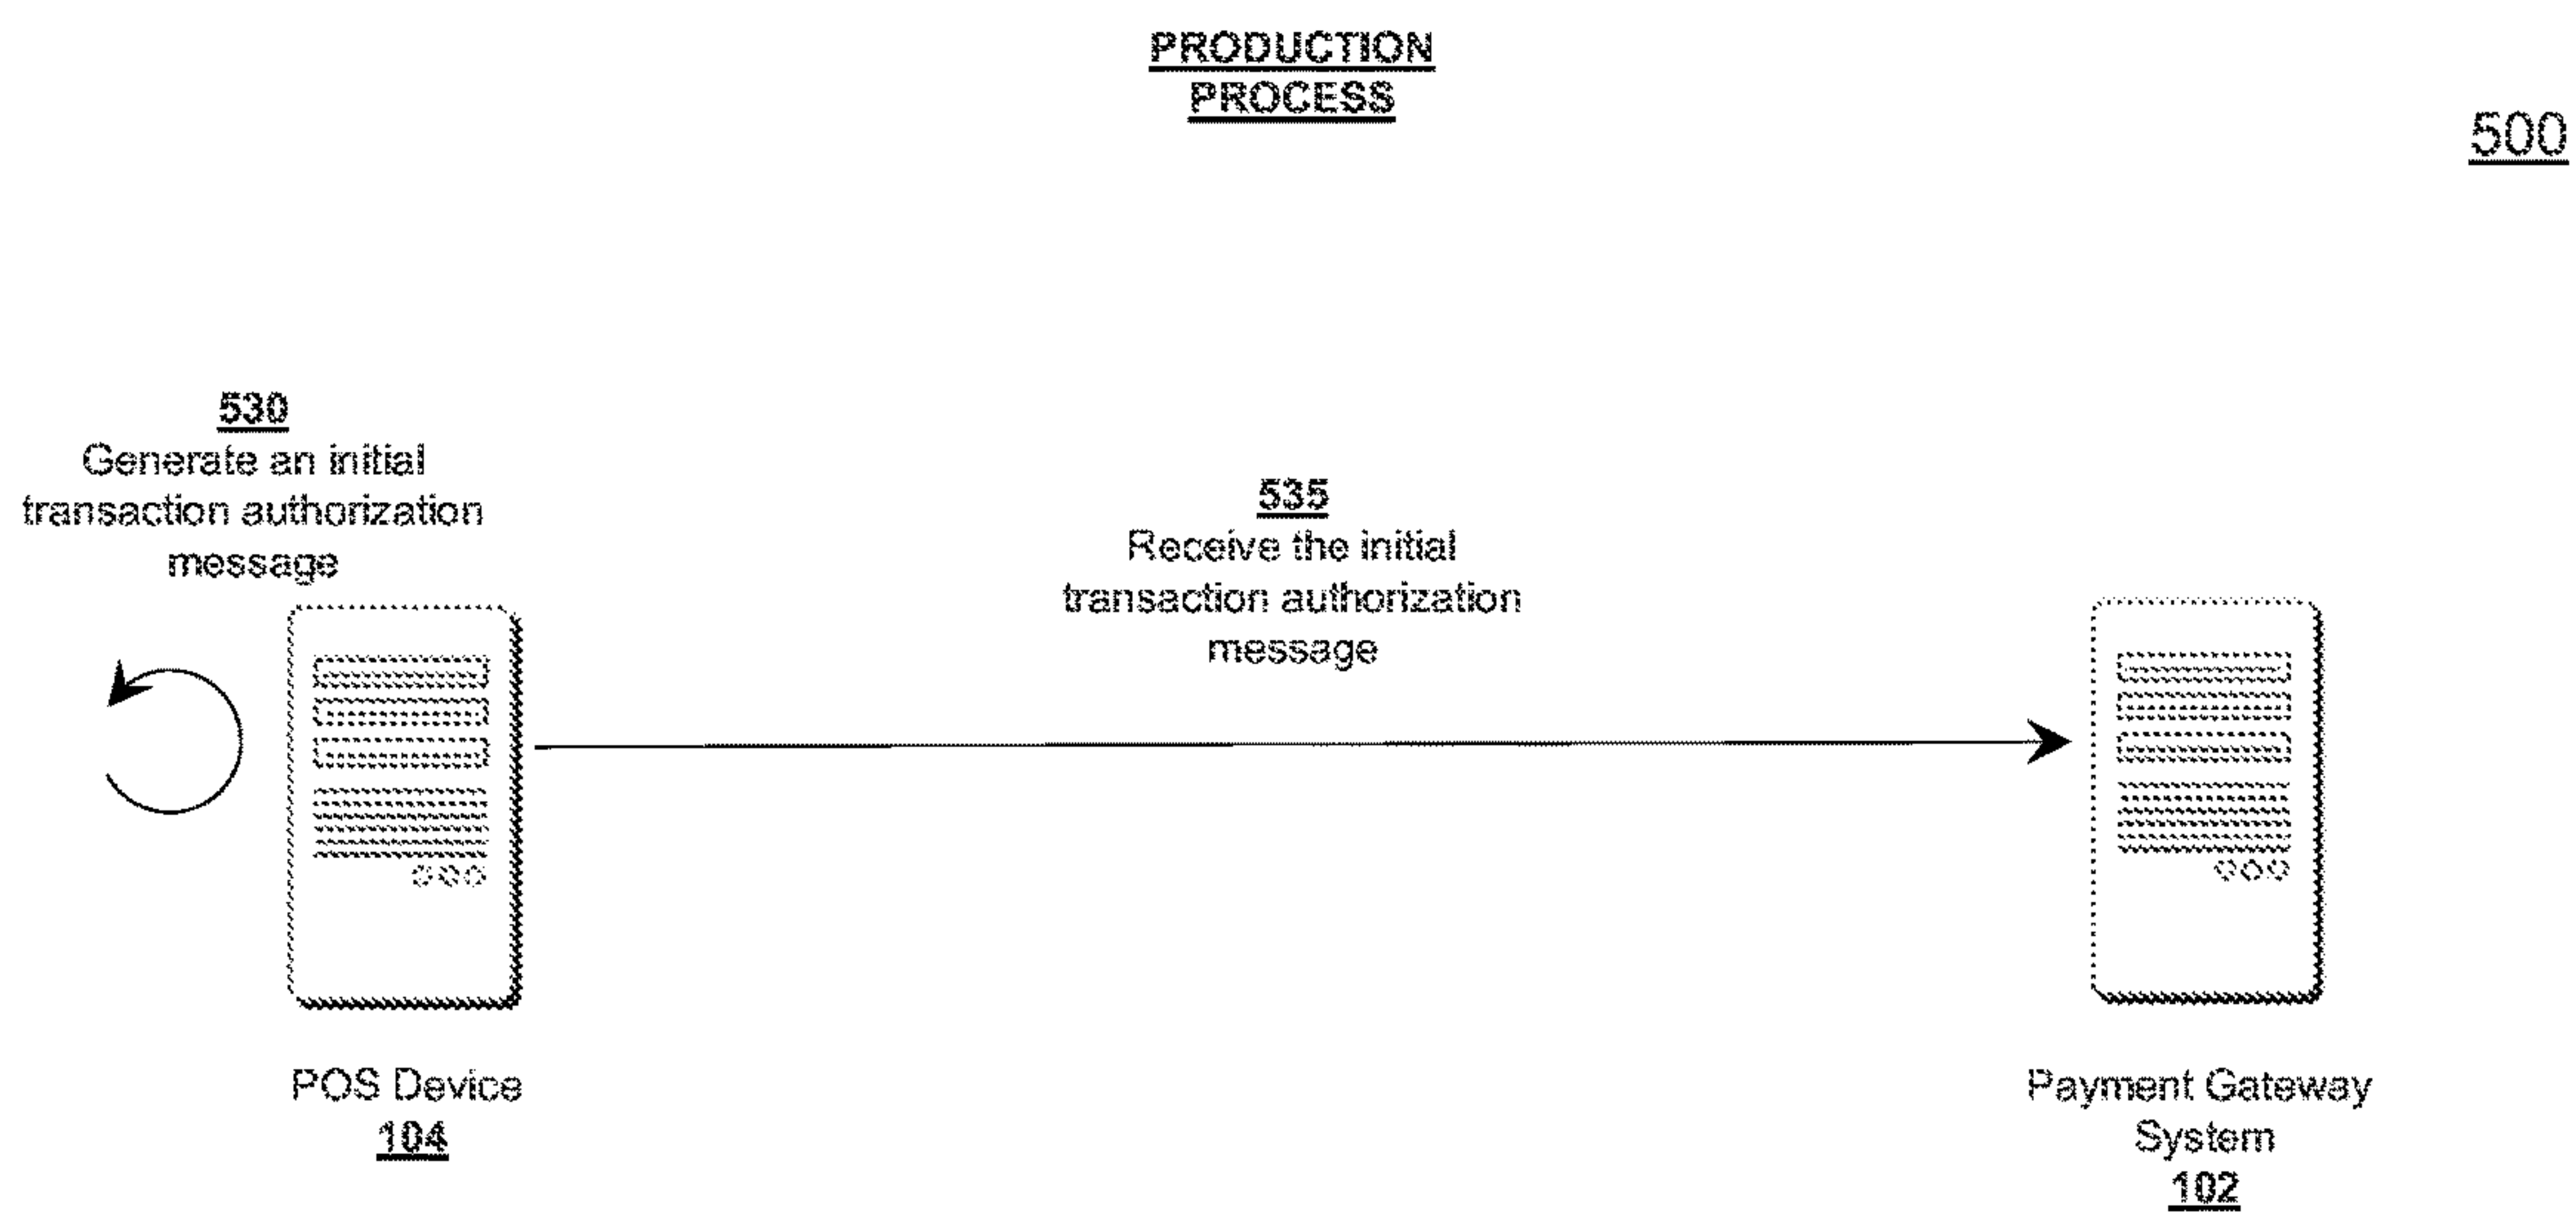 PRODUCTION
PROCESS
500
530
Generate an initial
transaction authorization
message
535
Receive the initial
transaction authorization
message
POS Device
104
Payment Gateway
System
102